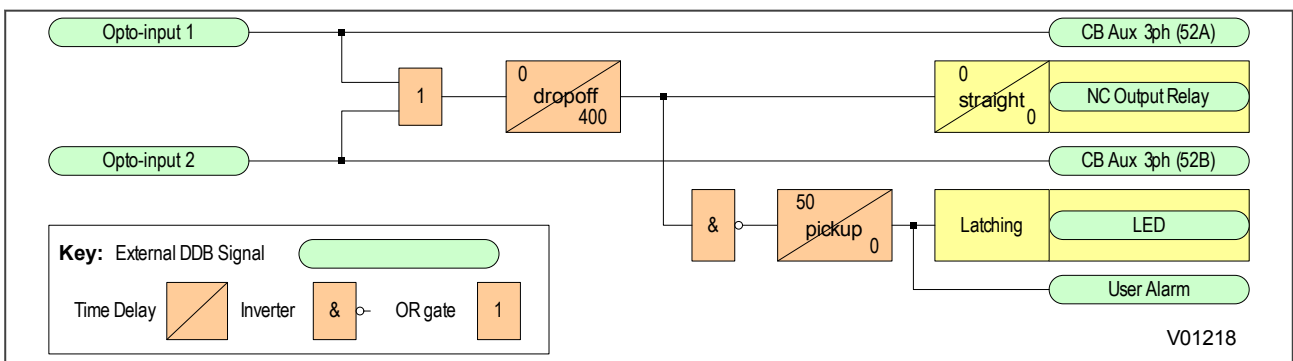 Opto-input 1
CB Aux 3ph (52A)
0
dropoff
400
1
0
straight
0
NC Output Relay
Opto-input 2
CB Aux 3ph (52B)
&
50
pickup
0
Latching
LED
User Alarm
Key: External DDB Signal
Time Delay
Inverter
&
OR gate
1
V01218